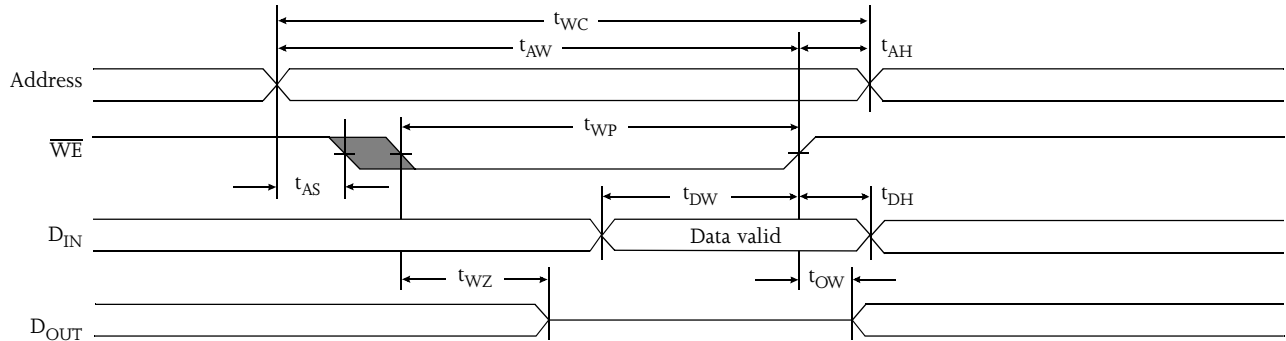 tWC
tAW
tAH
Address
tWP
WE
tAS
tDW
tDH
DIN
Data valid
tWZ
tOW
DOUT